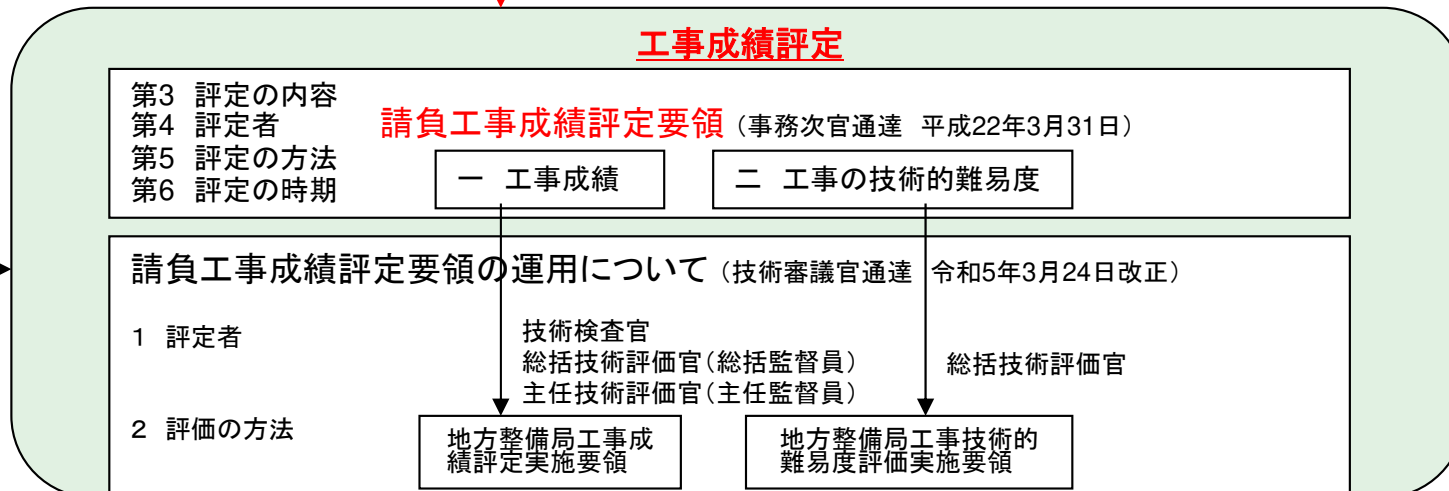 工事成績評定
第3 評定の内容
第4 評定者
第5 評定の方法
第6 評定の時期
請負工事成績評定要領（事務次官通達 平成22年3月31日）
一 工事成績
二 工事の技術的難易度
請負工事成績評定要領の運用について（技術審議官通達 令和5年3月24日改正）
1 評定者
技術検査官
総括技術評価官（総括監督員）
主任技術評価官（主任監督員）
総括技術評価官
2 評価の方法
地方整備局工事成
績評定実施要領
地方整備局工事技術的
難易度評価実施要領